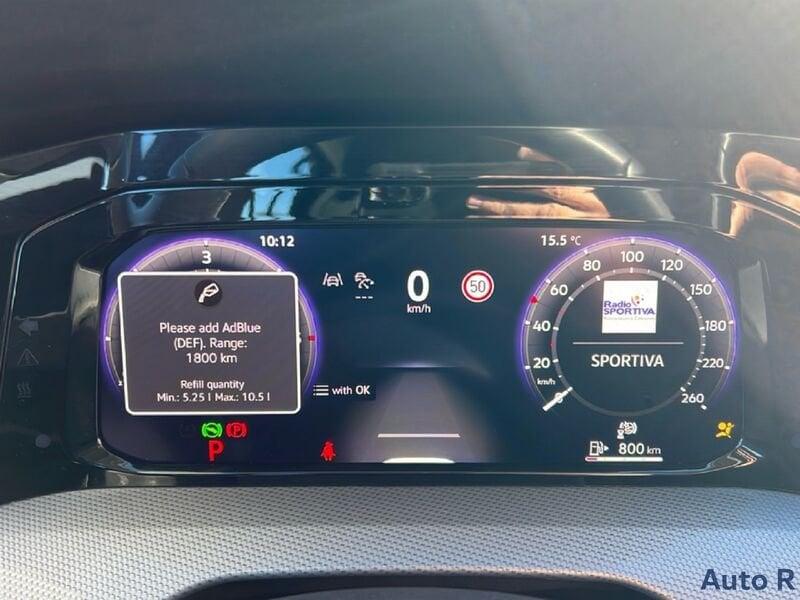 10:12
15.5 °C
3
Please add AdBlue
(DEF). Range:
1800 km
Refill quantity
Min.: 5.25 l Max.: 10.5 l
with OK
0
km/h
50
P
P
20
40
60
80
100
120
150
180
220
260
km/h
0
Radio
SPORTIVA
SPORTIVA
800 km
Auto R